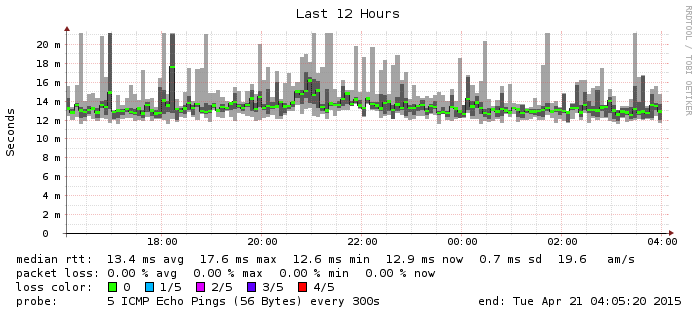 Last 12 Hours
RRDTOOL / TOBI OETIKER
Seconds
20 m
18 m
16 m
14 m
12 m
10 m
8 m
6 m
4 m
2 m
0
18:00 20:00 22:00 00:00 02:00 04:00
median rtt: 13.4 ms avg 17.6 ms max 12.6 ms min 12.9 ms now 0.7 ms sd 19.6 am/s
packet loss: 0.00 % avg 0.00 % max 0.00 % min 0.00 % now
loss color: 0 1/5 2/5 3/5 4/5
probe: 5 ICMP Echo Pings (56 Bytes) every 300s end: Tue Apr 21 04:05:20 2015